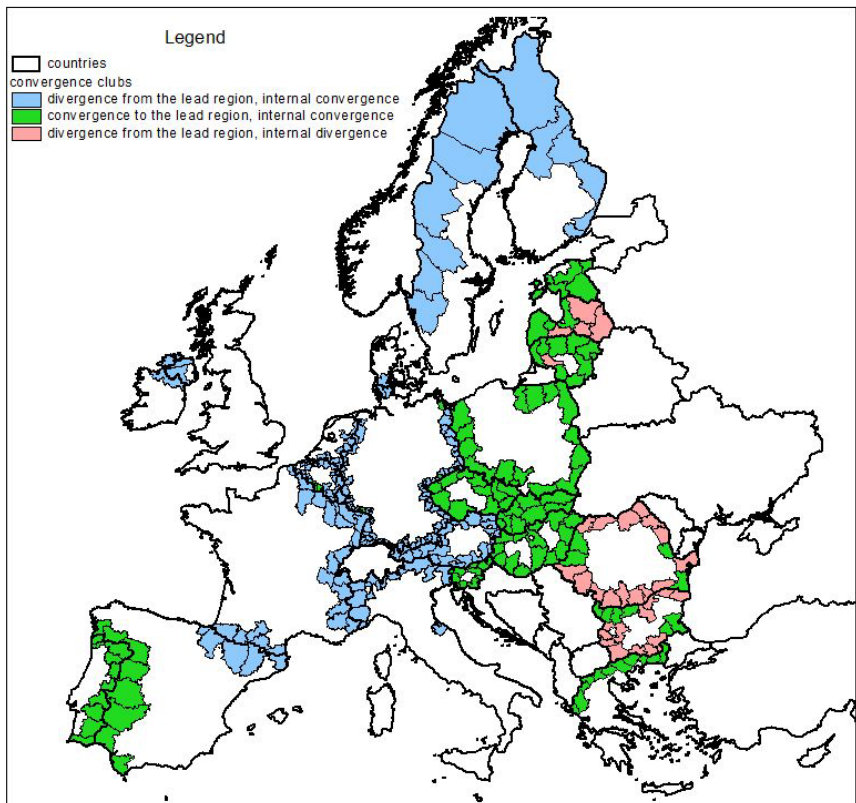 Legend
countries
convergence clubs
divergence from the lead region, internal convergence
convergence to the lead region, internal convergence
divergence from the lead region, internal divergence